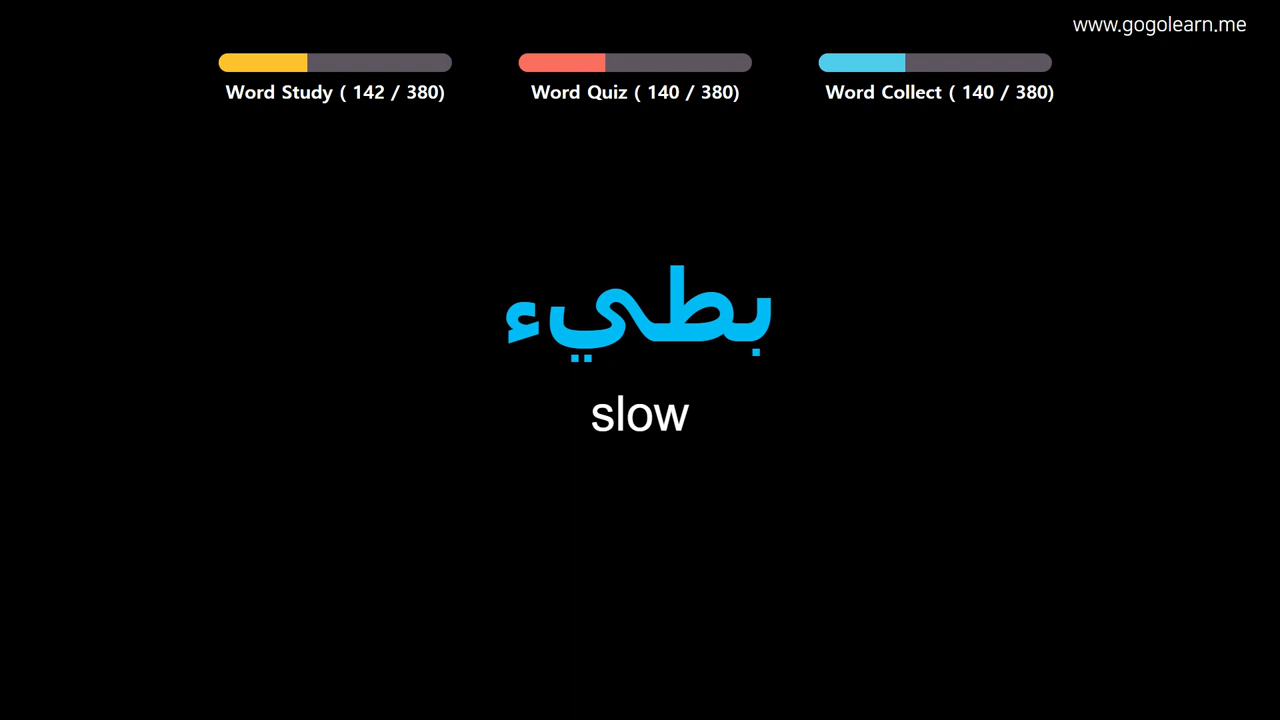 www.gogolearn.me
Word Study ( 142 / 380)
Word Quiz ( 140 / 380)
Word Collect ( 140 / 380)
بطيء
slow